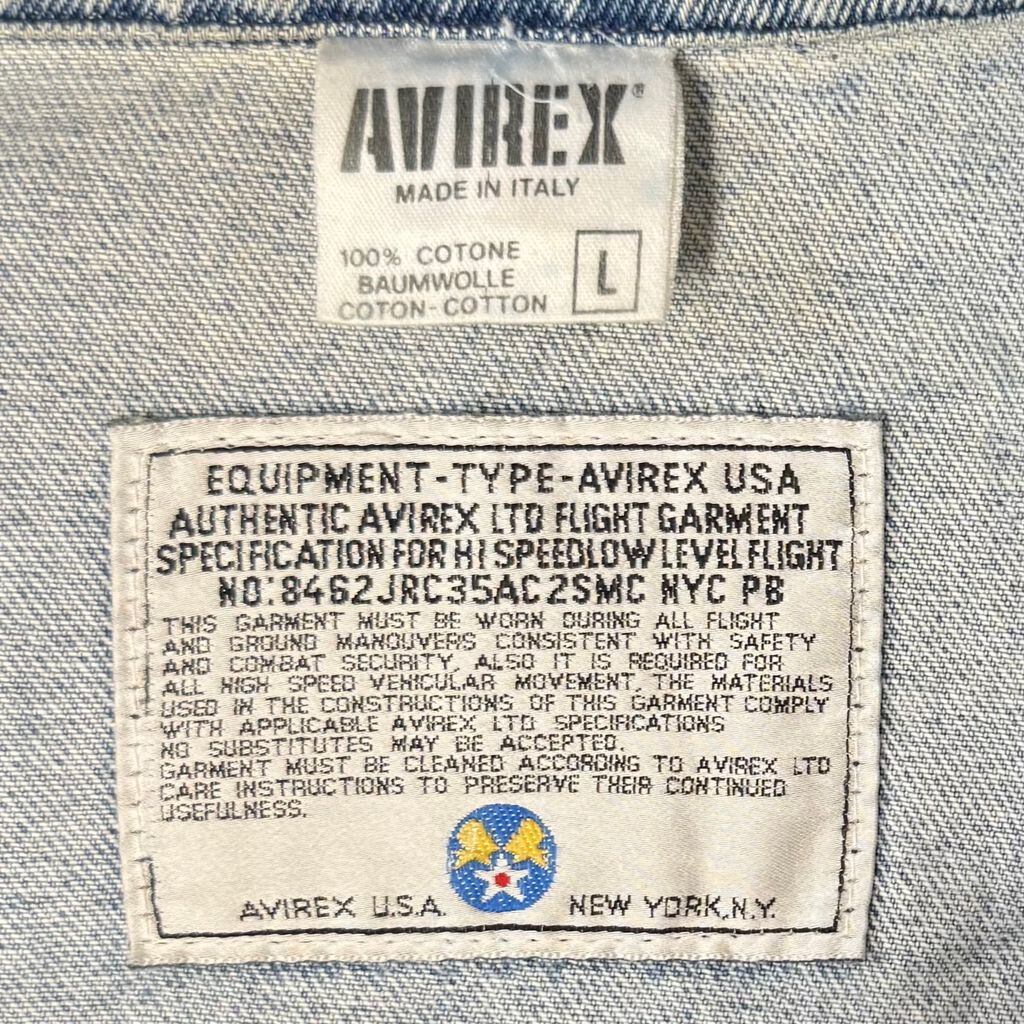 AVIREX®
MADE IN ITALY
100% COTONE
BAUMWOLLE
COTON-COTTON
L
EQUIPMENT-TYPE-AVIREX USA
AUTHENTIC AVIREX LTD FLIGHT GARMENT
SPECIFICATION FOR HI SPEEDLOW LEVEL FLIGHT
NO:8462JRC35AC2SMC NYC PB
THIS GARMENT MUST BE WORN DURING ALL FLIGHT
AND GROUND MANOUVERS CONSISTENT WITH SAFETY
AND COMBAT SECURITY, ALSO IT IS REQUIRED FOR
ALL HIGH SPEED VEHICULAR MOVEMENT, THE MATERIALS
USED IN THE CONSTRUCTIONS OF THIS GARMENT COMPLY
WITH APPLICABLE AVIREX LTD SPECIFICATIONS
NO SUBSTITUTES MAY BE ACCEPTED.
GARMENT MUST BE CLEANED ACCORDING TO AVIREX LTD
CARE INSTRUCTIONS TO PRESERVE THEIR CONTINUED
USEFULNESS.
AVIREX U.S.A. NEW YORK,N.Y.